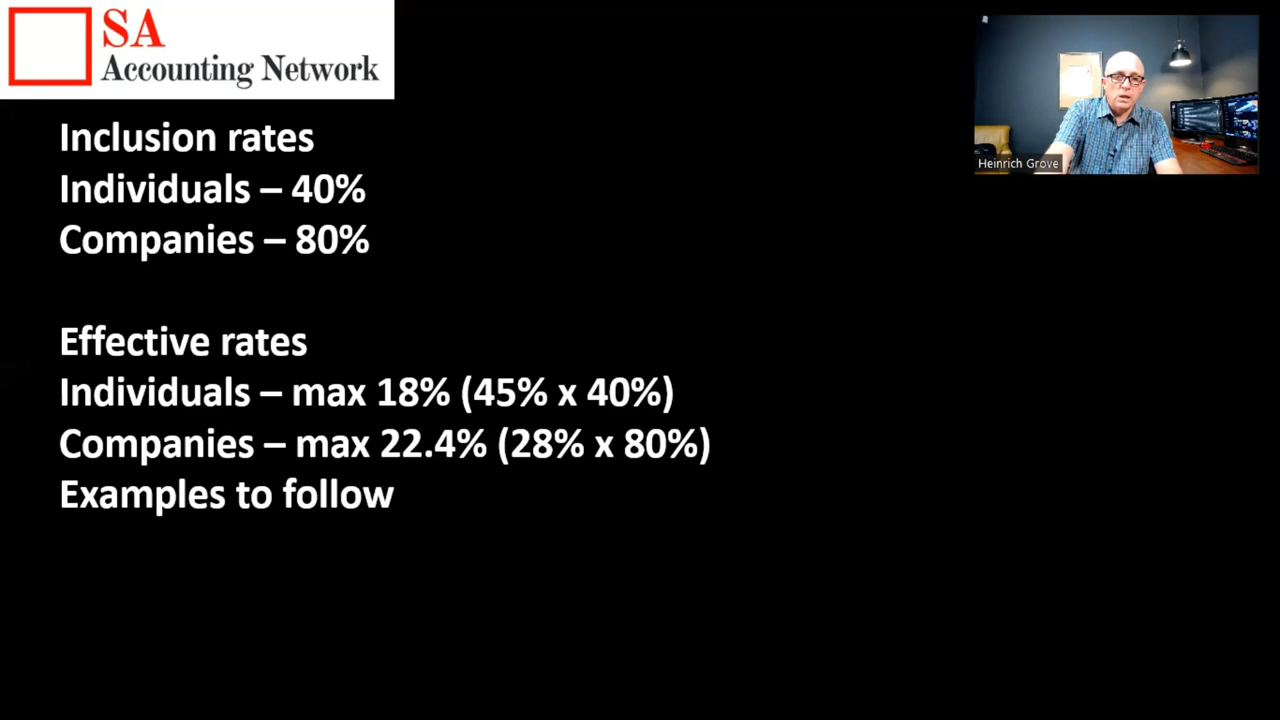 SA
Accounting Network
Heinrich Grove
Inclusion rates
Individuals – 40%
Companies – 80%
Effective rates
Individuals – max 18% (45% x 40%)
Companies – max 22.4% (28% x 80%)
Examples to follow